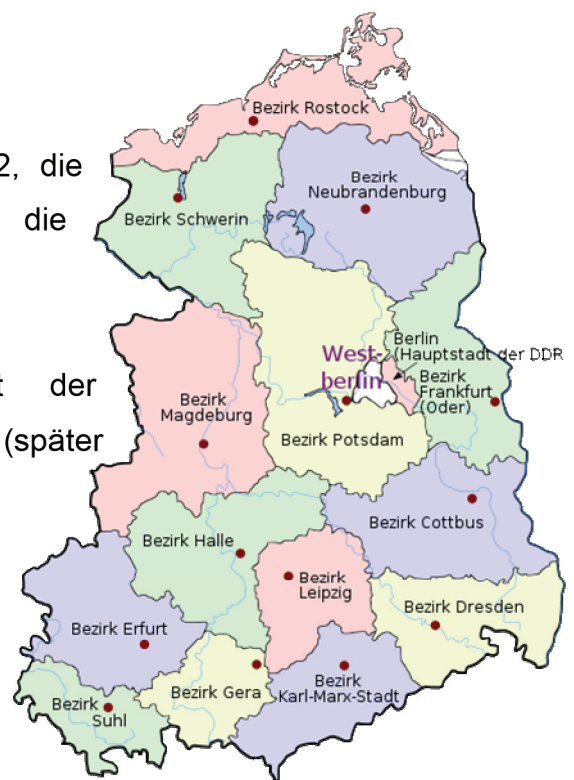 Bezirk Rostock
2, die
Bezirk
Neubrandenburg
Bezirk Schwerin
die
Berlin
(Hauptstadt der DDR
West-
berlin
Bezirk
Frankfurt
(Oder)
der
Bezirk
Magdeburg
(später
Bezirk Potsdam
Bezirk Cottbus
Bezirk Halle
Bezirk
Leipzig
Bezirk Dresden
Bezirk Erfurt
Bezirk Gera
Bezirk
Karl-Marx-Stadt
Bezirk
Suhl